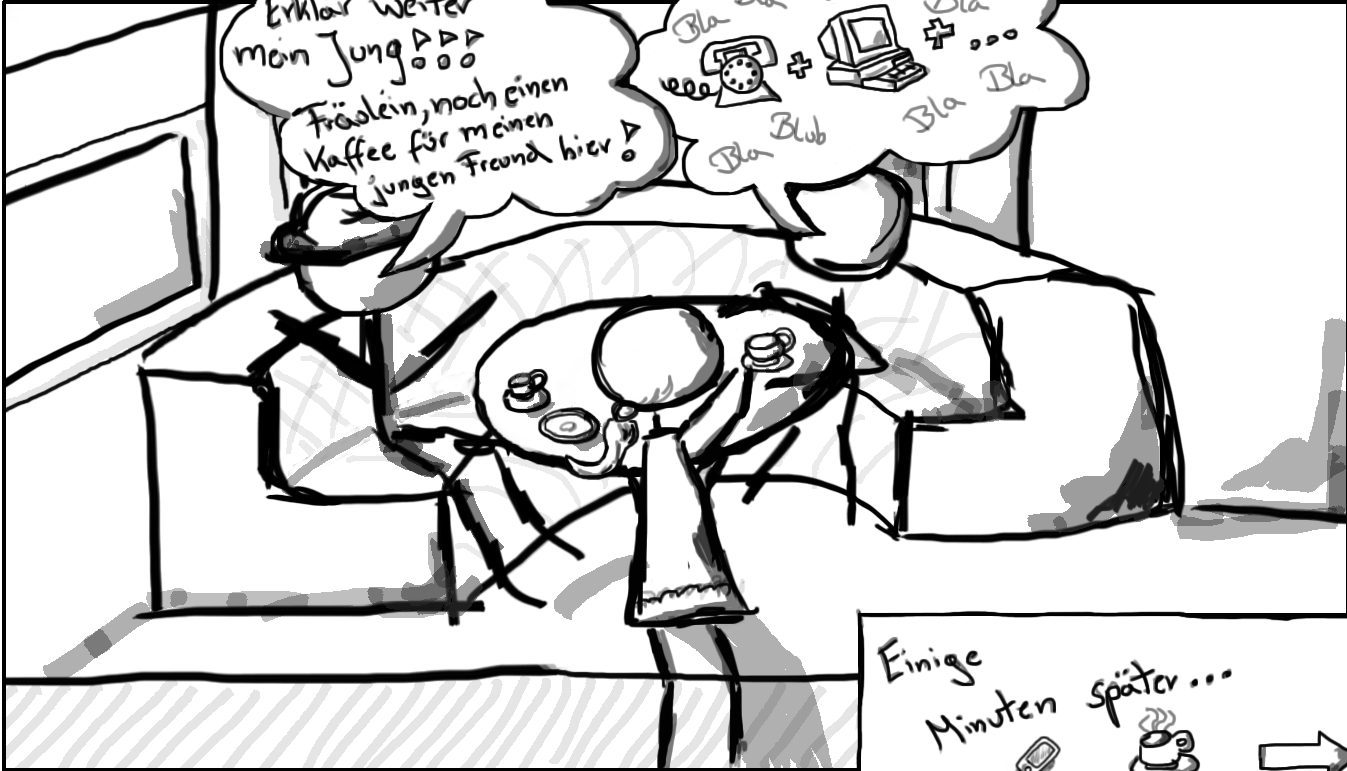 Erklär weiter
mein Jung!!!
Fräulein, noch einen
Kaffee für meinen
jungen Freund hier!
Bla
Bla
Bla
+
+ ...
Bla
Bla
Blub
Bla
Einige
Minuten später...